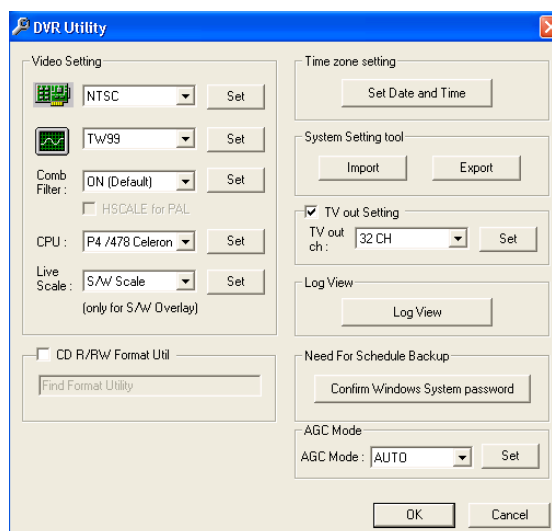 DVR Utility
Video Setting
NTSC
Set
TW99
Set
Comb
Filter :
ON (Default)
Set
HSCALE for PAL
CPU :
P4 /478 Celeron
Set
Live
Scale :
S/W Scale
Set
(only for S/W Overlay)
CD R/RW Format Util
Find Format Utility
Time zone setting
Set Date and Time
System Setting tool
Import
Export
TV out Setting
TV out
ch :
32 CH
Set
Log View
Log View
Need For Schedule Backup
Confirm Windows System password
AGC Mode
AGC Mode :
AUTO
Set
OK
Cancel